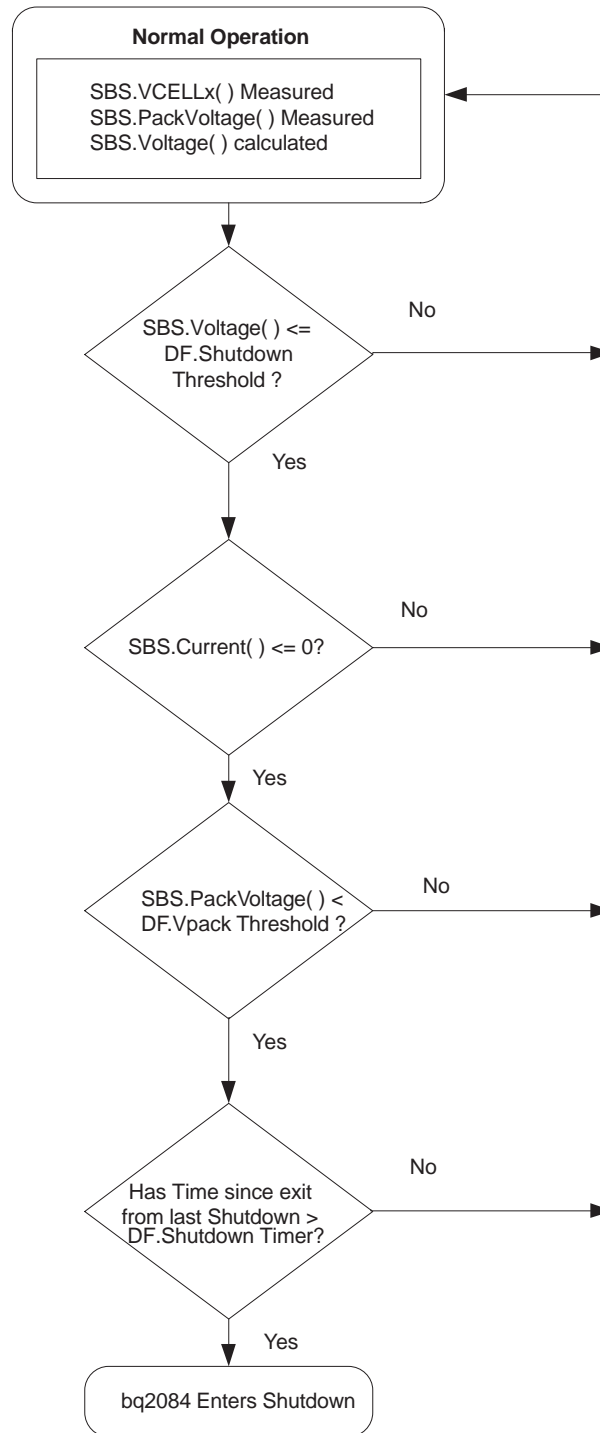 Normal Operation
SBS.VCELLx( ) Measured
SBS.PackVoltage( ) Measured
SBS.Voltage( ) calculated
SBS.Voltage( ) <=
DF.Shutdown
Threshold ?
No
Yes
SBS.Current( ) <= 0?
No
Yes
SBS.PackVoltage( ) <
DF.Vpack Threshold ?
No
Yes
Has Time since exit
from last Shutdown >
DF.Shutdown Timer?
No
Yes
bq2084 Enters Shutdown